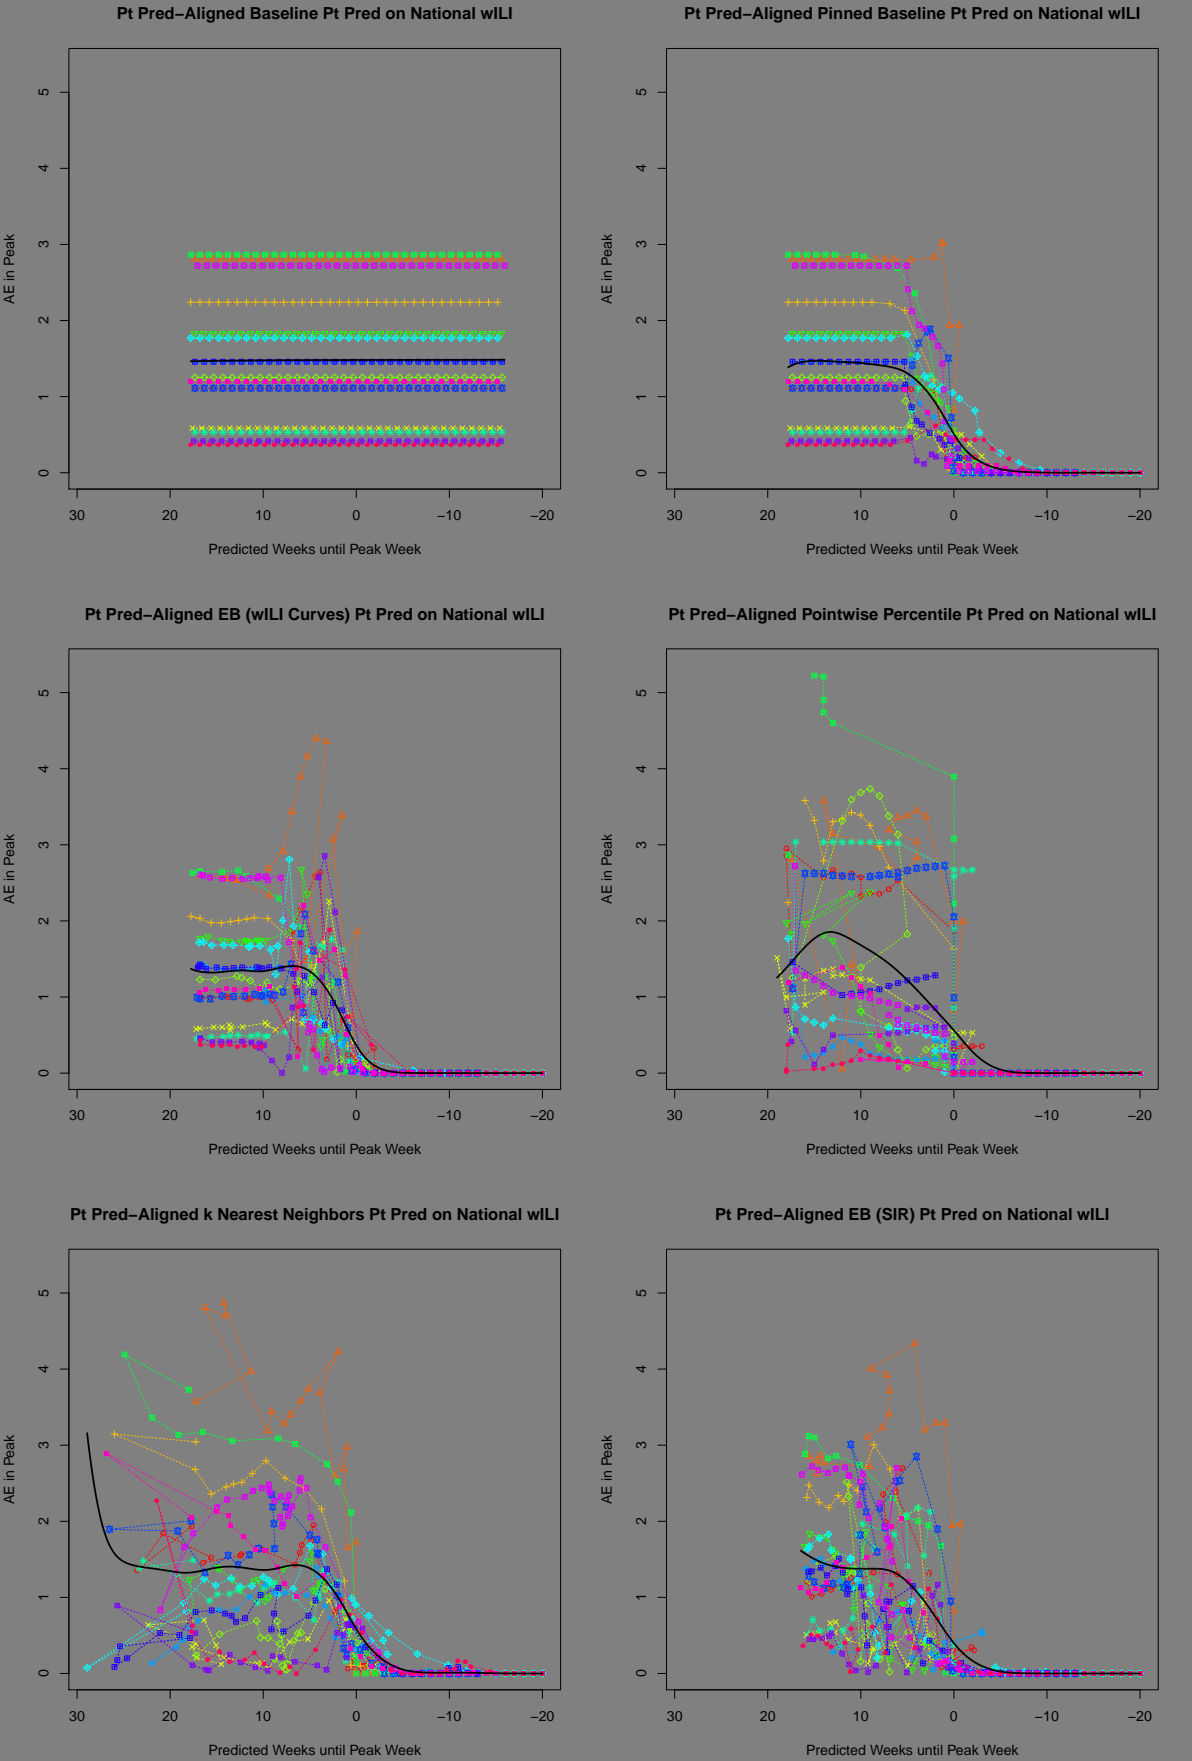 Pt Pred−Aligned Baseline Pt Pred on National wILI
5
4
3
2
1
0
AE in Peak
30 20 10 0 −10 −20
Predicted Weeks until Peak Week
Pt Pred−Aligned Pinned Baseline Pt Pred on National wILI
5
4
3
2
1
0
AE in Peak
30 20 10 0 −10 −20
Predicted Weeks until Peak Week
Pt Pred−Aligned EB (wILI Curves) Pt Pred on National wILI
5
4
3
2
1
0
AE in Peak
30 20 10 0 −10 −20
Predicted Weeks until Peak Week
Pt Pred−Aligned Pointwise Percentile Pt Pred on National wILI
5
4
3
2
1
0
AE in Peak
30 20 10 0 −10 −20
Predicted Weeks until Peak Week
Pt Pred−Aligned k Nearest Neighbors Pt Pred on National wILI
5
4
3
2
1
0
AE in Peak
30 20 10 0 −10 −20
Predicted Weeks until Peak Week
Pt Pred−Aligned EB (SIR) Pt Pred on National wILI
5
4
3
2
1
0
AE in Peak
30 20 10 0 −10 −20
Predicted Weeks until Peak Week